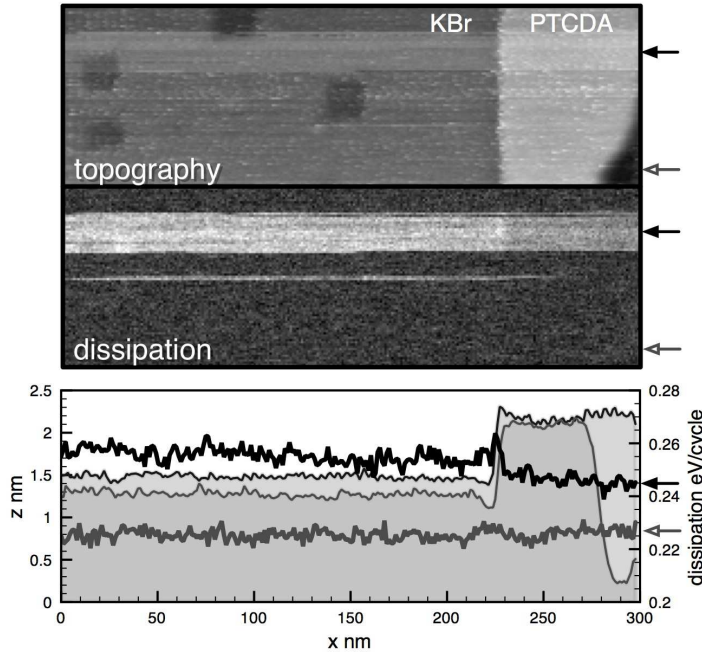 KBr PTCDA
topography
dissipation
2.5
2
1.5
1
0.5
0
z nm
0.28
0.26
0.24
0.22
0.2
dissipation eV/cycle
0 50 100 150 200 250 300
x nm